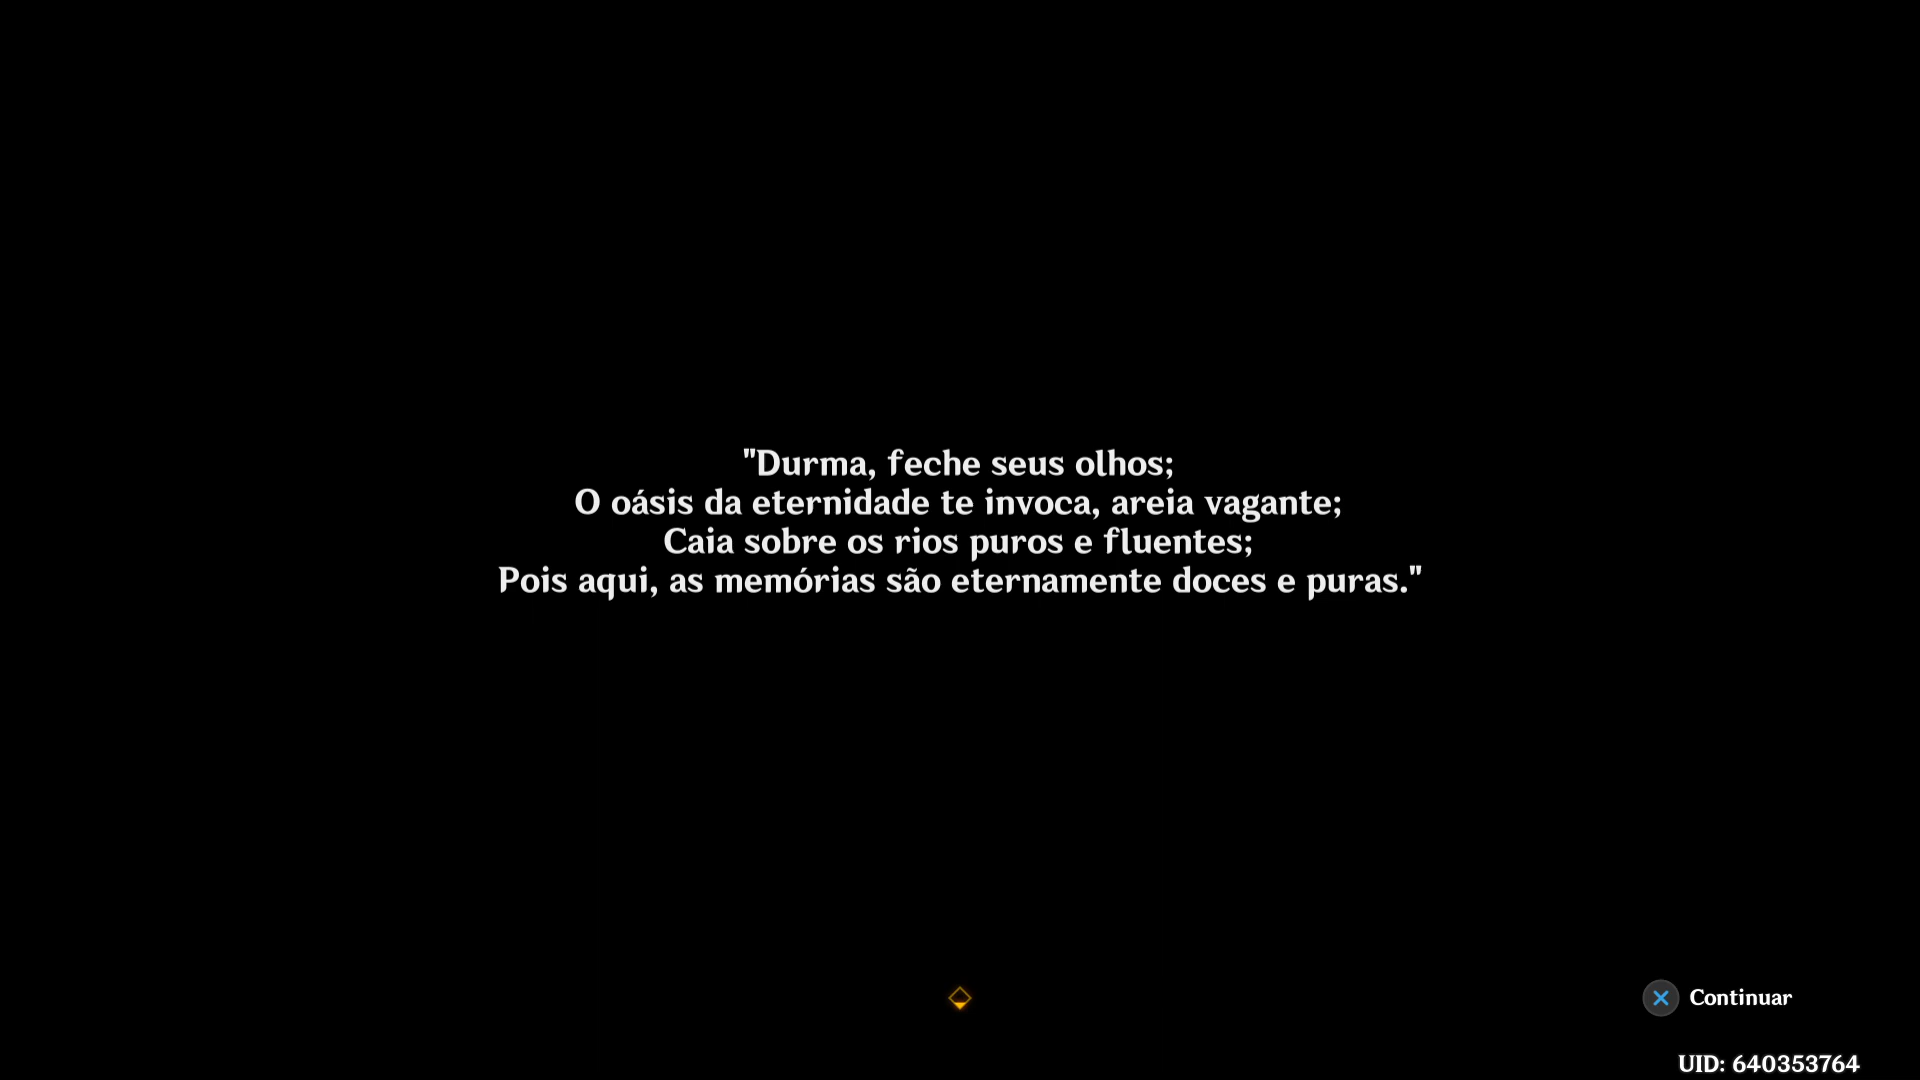 "Durma, feche seus olhos;
O oásis da eternidade te invoca, areia vagante;
Caia sobre os rios puros e fluentes;
Pois aqui, as memórias são eternamente doces e puras."
Continuar
UID: 640353764